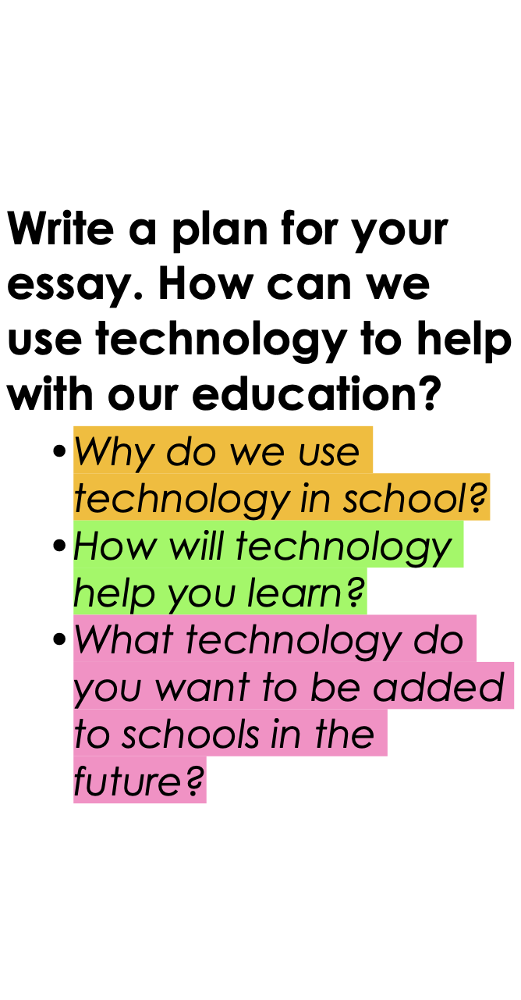 Write a plan for your
essay. How can we
use technology to help
with our education?
•Why do we use
technology in school?
•How will technology
help you learn?
•What technology do
you want to be added
to schools in the
future?